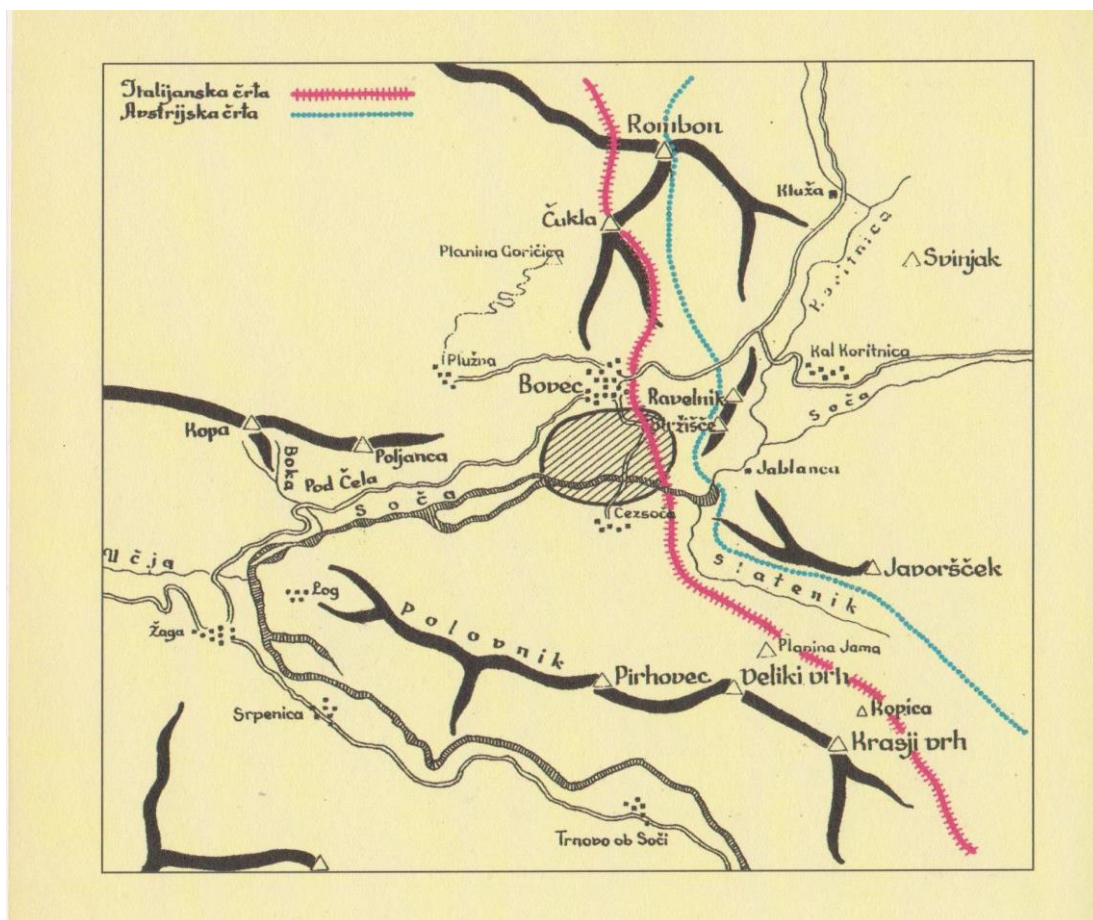 Italijanska črta
Avstrijska črta
Rombon
Kluža
Čukla
Koritnica
Planina Goričica
Svinjak
Plužna
Kal Koritnica
Bovec
Ravelnik
Soča
Kopa
Poljanca
Boka
Jablanca
Pod Čela
Soča
Čezsoča
Učja
Slatenik
Javoršček
Log
Polovnik
Žaga
Planina Jama
Pirhovec
Veliki vrh
Srpenica
Kopica
Krasji vrh
Trnovo ob Soči